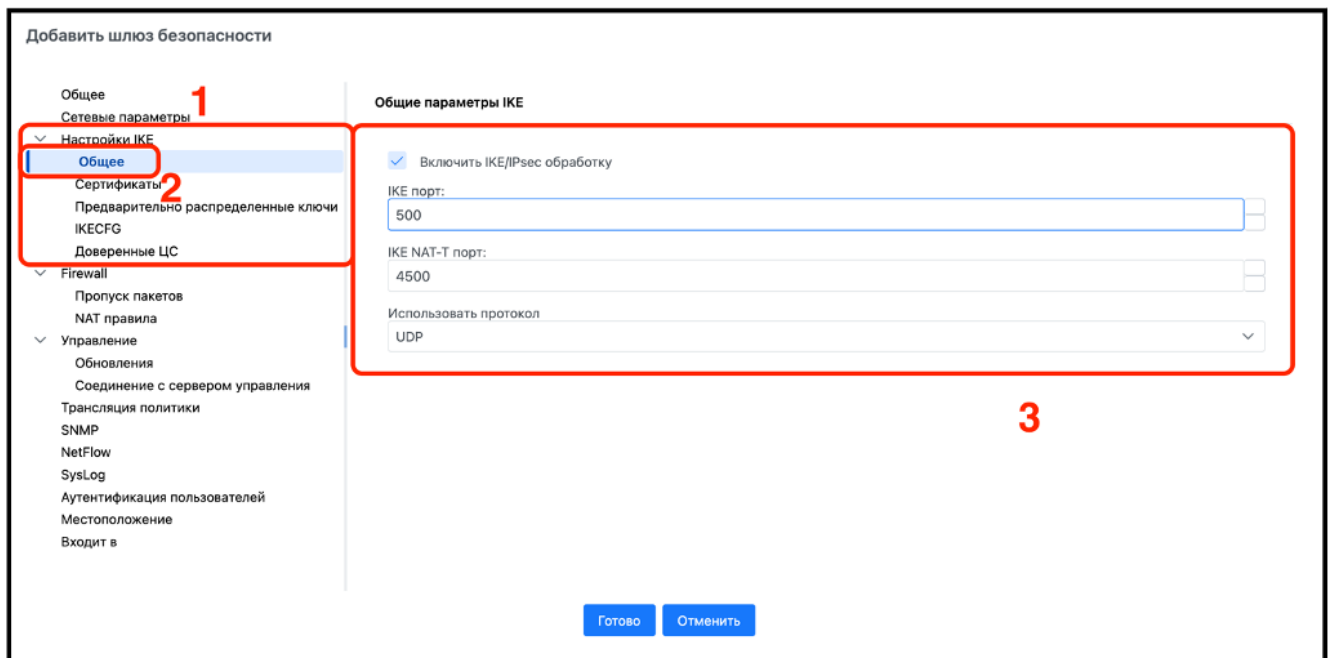 Добавить шлюз безопасности
Общее
1
Сетевые параметры
Настройки IKE
Общее
Сертификаты
2
Предварительно распределенные ключи
IKECFG
Доверенные ЦС
Firewall
Пропуск пакетов
NAT правила
Управление
Обновления
Соединение с сервером управления
Трансляция политики
SNMP
NetFlow
SysLog
Аутентификация пользователей
Местоположение
Входит в
Общие параметры IKE
Включить IKE/IPsec обработку
IKE порт:
500
IKE NAT-T порт:
4500
Использовать протокол
UDP
3
Готово
Отменить